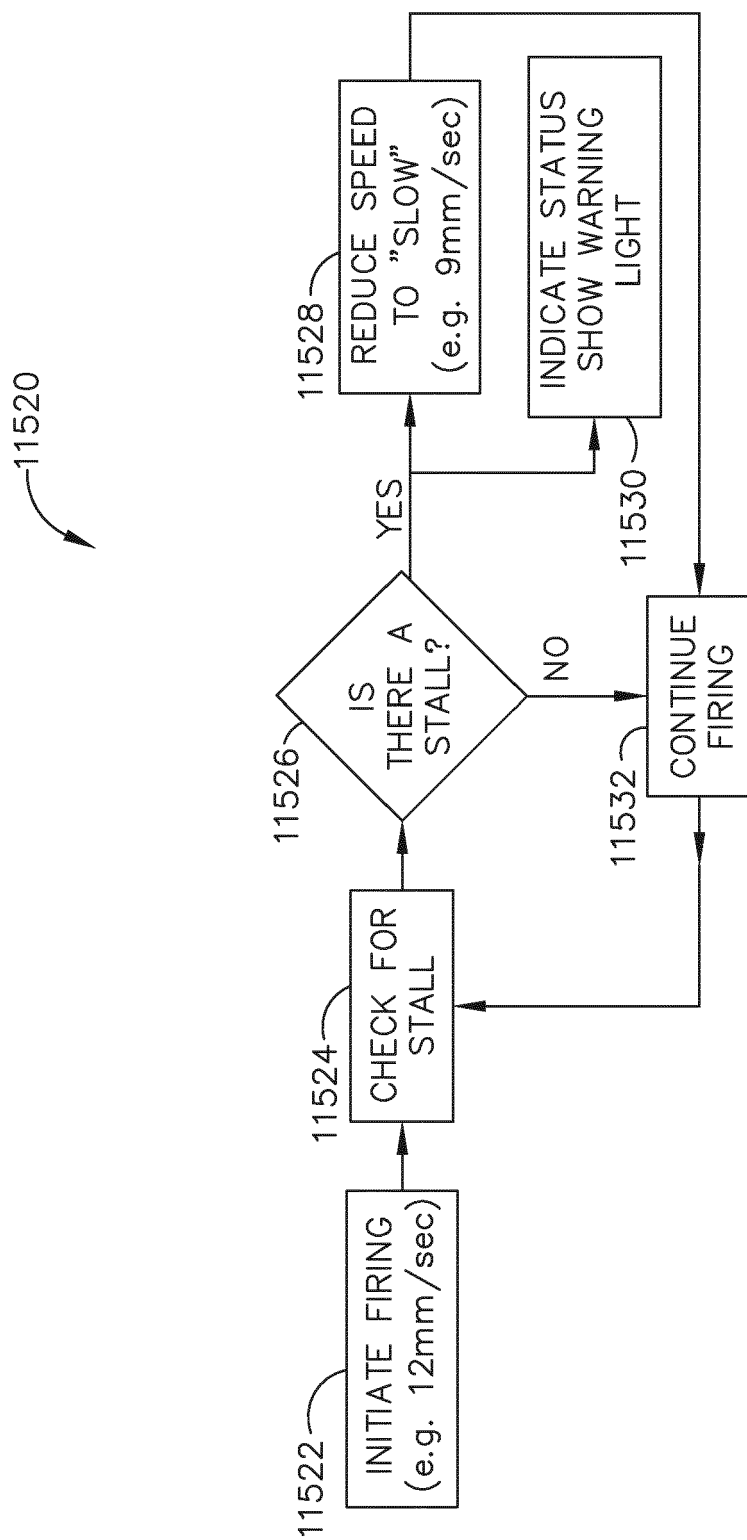 11520
11522
INITIATE FIRING
(e.g. 12mm/sec)
11524
CHECK FOR
STALL
11526
IS
THERE A
STALL?
YES
NO
11528
REDUCE SPEED
TO "SLOW"
(e.g. 9mm/sec)
11530
INDICATE STATUS
SHOW WARNING
LIGHT
11532
CONTINUE
FIRING